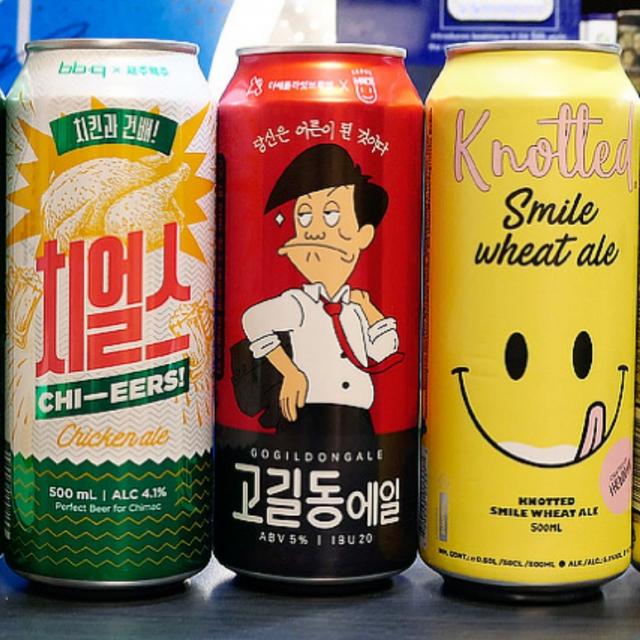 bb·q × 제주맥주
치킨과 건배!
치얼스
CHI—EERS!
Chicken ale
500 mL | ALC 4.1%
Perfect Beer for Chimac
당신은 어른이 된 것이다
GOGILDONGALE
고길동에일
ABV 5% | IBU 20
Knotted
Smile
wheat ale
KNOTTED
SMILE WHEAT ALE
500ML